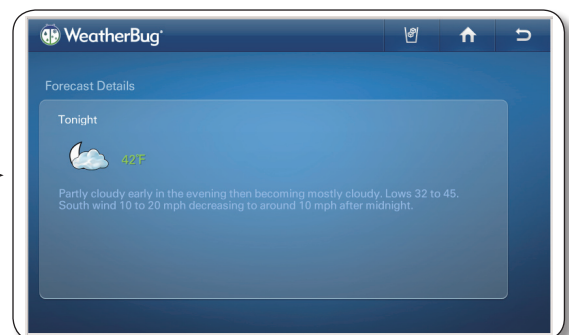 WeatherBug
Forecast Details
Tonight
42°F
Partly cloudy early in the evening then becoming mostly cloudy. Lows 32 to 45.
South wind 10 to 20 mph decreasing to around 10 mph after midnight.